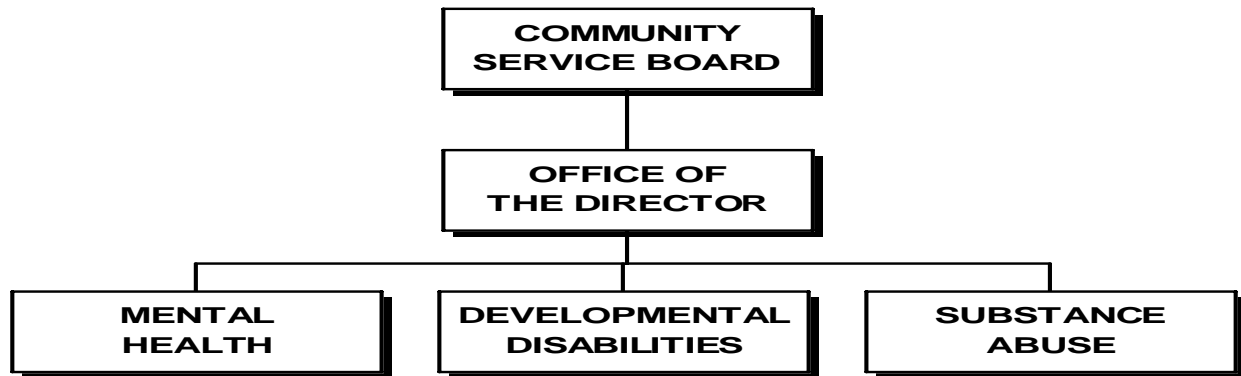 COMMUNITY
SERVICE BOARD
OFFICE OF
THE DIRECTOR
MENTAL
HEALTH
DEVELOPMENTAL
DISABILITIES
SUBSTANCE
ABUSE